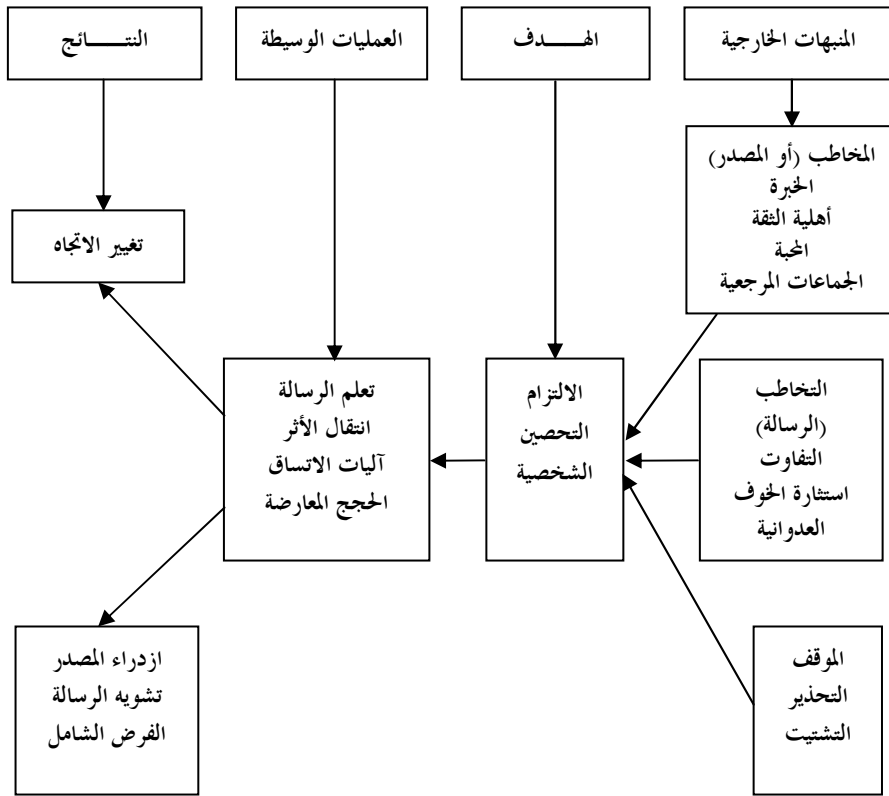 المنبهات الخارجية
الهـــــدف
العمليات الوسيطة
النتـــــائج
المخاطب (أو المصدر)
الخبرة
أهلية الثقة
المحبة
الجماعات المرجعية
تغيير الاتجاه
التخاطب
(الرسالة)
التفاوت
استثارة الخوف
العدوانية
الالتزام
التحصين
الشخصية
تعلم الرسالة
انتقال الأثر
آليات الاتساق
الحجج المعارضة
الموقف
التحذير
التشتيت
ازدراء المصدر
تشويه الرسالة
الفرض الشامل